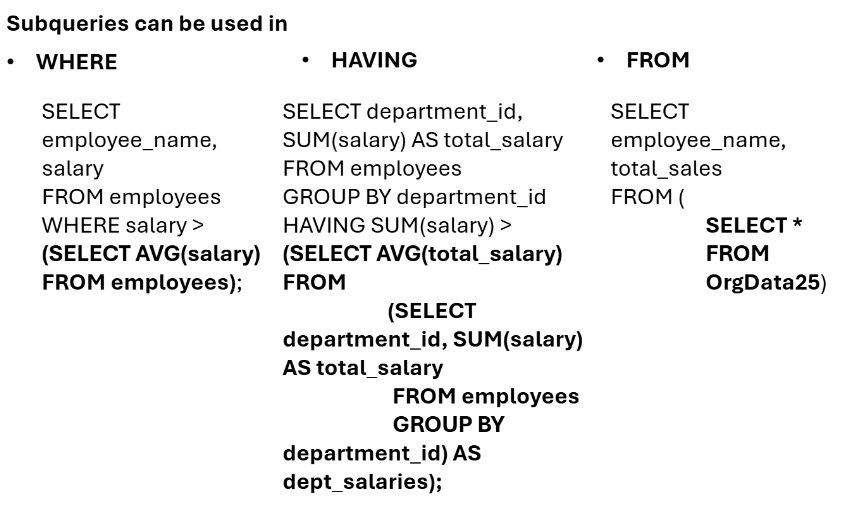 Subqueries can be used in
• WHERE
SELECT
employee_name,
salary
FROM employees
WHERE salary >
(SELECT AVG(salary)
FROM employees);
• HAVING
SELECT department_id,
SUM(salary) AS total_salary
FROM employees
GROUP BY department_id
HAVING SUM(salary) >
(SELECT AVG(total_salary)
FROM
(SELECT
department_id, SUM(salary)
AS total_salary
FROM employees
GROUP BY
department_id) AS
dept_salaries);
• FROM
SELECT
employee_name,
total_sales
FROM (
SELECT *
FROM
OrgData25)